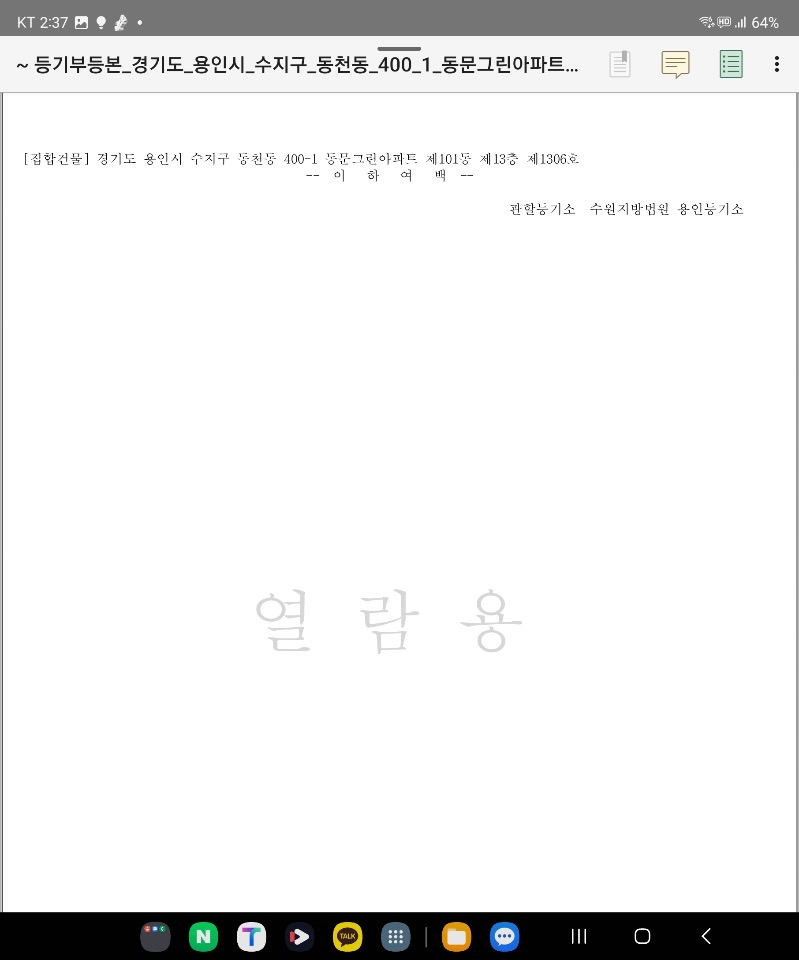 KT 2:37
HD 64%
~ 등기부등본_경기도_용인시_수지구_동천동_400_1_동문그린아파트...
[집합건물] 경기도 용인시 수지구 동천동 400-1 동문그린아파트 제101동 제13층 제1306호
-- 이 하 여 백 --
관할등기소 수원지방법원 용인등기소
열 람 용
N T TALK